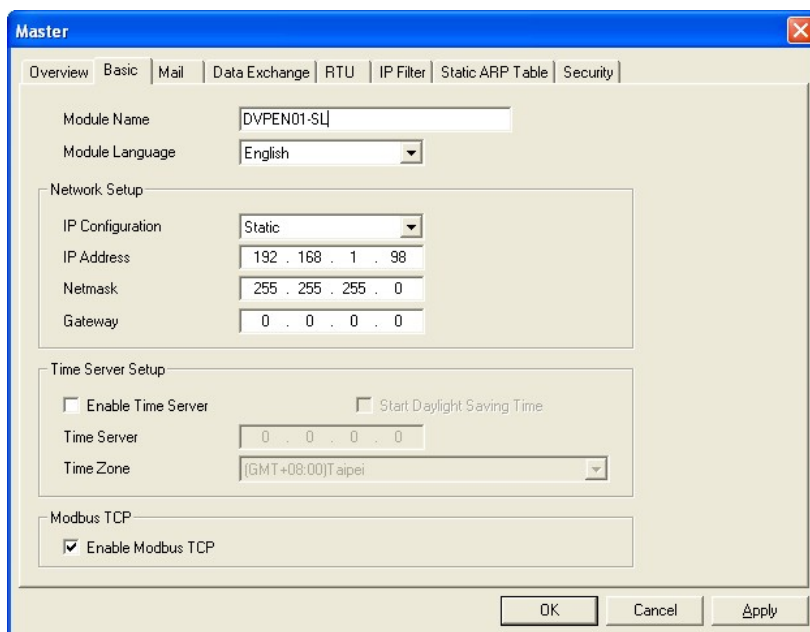 Master
Overview Basic Mail Data Exchange RTU IP Filter Static ARP Table Security
Module Name DVPEN01-SL
Module Language English
Network Setup
IP Configuration Static
IP Address 192 . 168 . 1 . 98
Netmask 255 . 255 . 255 . 0
Gateway 0 . 0 . 0 . 0
Time Server Setup
Enable Time Server Start Daylight Saving Time
Time Server 0 . 0 . 0 . 0
Time Zone (GMT+08:00)Taipei
Modbus TCP
Enable Modbus TCP
OK Cancel Apply